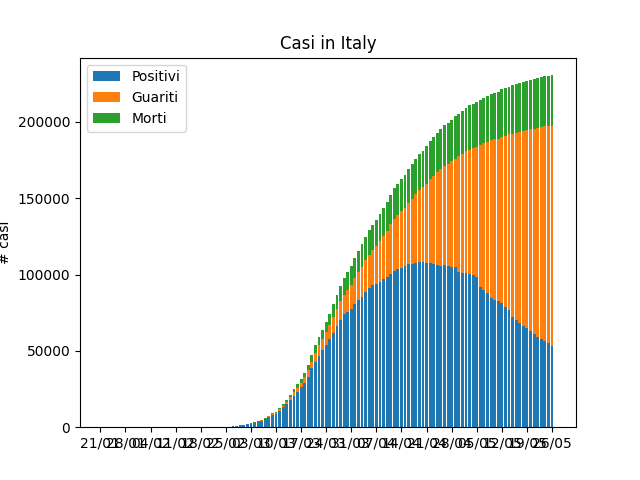 Casi in Italy
Positivi
Guariti
Morti
# casi
200000
150000
100000
50000
0
21/01 28/01 04/02 11/02 18/02 25/02 03/03 10/03 17/03 24/03 31/03 07/04 14/04 21/04 28/04 05/05 12/05 19/05 26/05